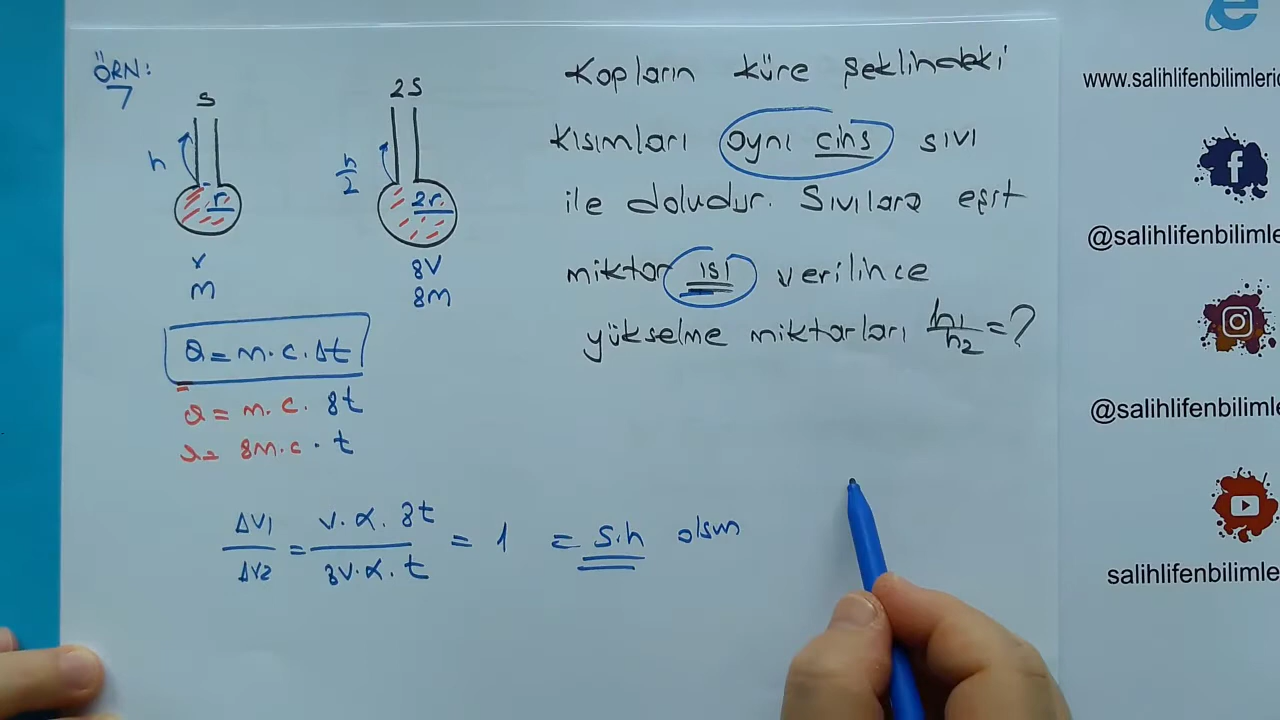 ÖRN:
7
S
2S
h
h/2
r
2r
V
m
8V
8m
Q = m.c.Δt
Q = m.c. 8t
Q = 8m.c. t
ΔV1/ΔV2 = V.α.8t/8V.α.t = 1 = S.h olsun
Kapların küre şeklindeki
kısımları aynı cins sıvı
ile doludur. Sıvılara eşit
miktar ısı verilince
yükselme miktarları h1/h2 = ?
www.salihlifenbilimleri
@salihlifenbilimle
@salihlifenbilimle
salihlifenbilimle